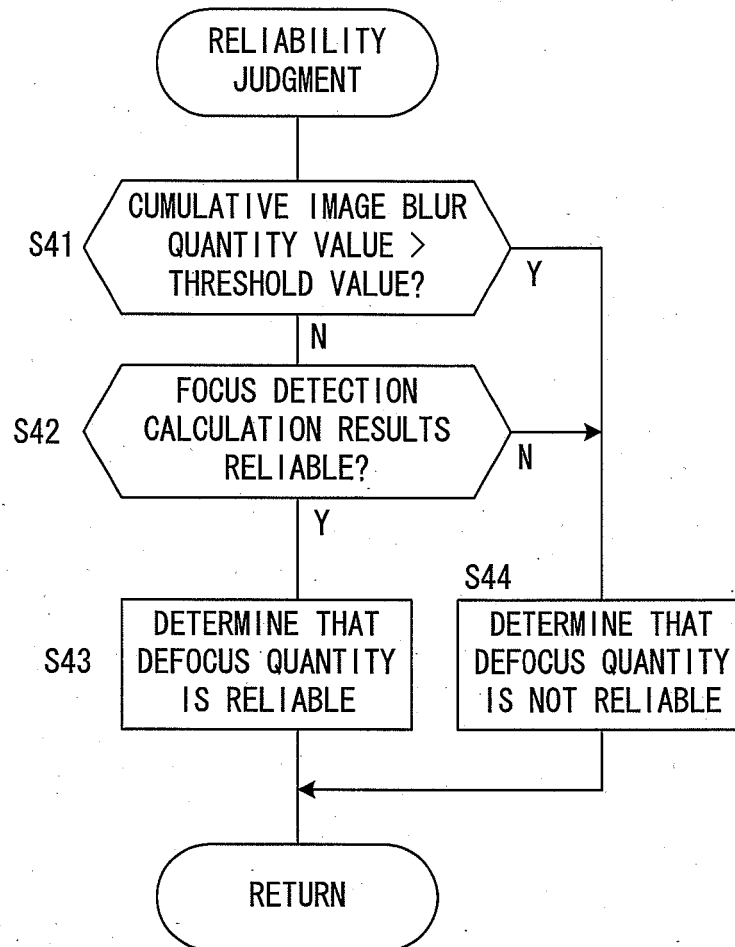 RELIABILITY
JUDGMENT
S41
CUMULATIVE IMAGE BLUR
QUANTITY VALUE >
THRESHOLD VALUE?
Y
N
S42
FOCUS DETECTION
CALCULATION RESULTS
RELIABLE?
N
Y
S43
DETERMINE THAT
DEFOCUS QUANTITY
IS RELIABLE
S44
DETERMINE THAT
DEFOCUS QUANTITY
IS NOT RELIABLE
RETURN